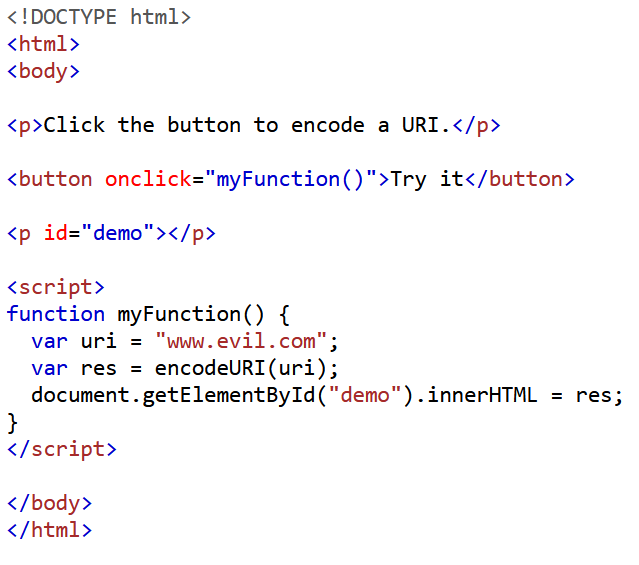 <!DOCTYPE html>
<html>
<body>
<p>Click the button to encode a URI.</p>
<button onclick="myFunction()">Try it</button>
<p id="demo"></p>
<script>
function myFunction() {
  var uri = "www.evil.com";
  var res = encodeURI(uri);
  document.getElementById("demo").innerHTML = res;
}
</script>
</body>
</html>